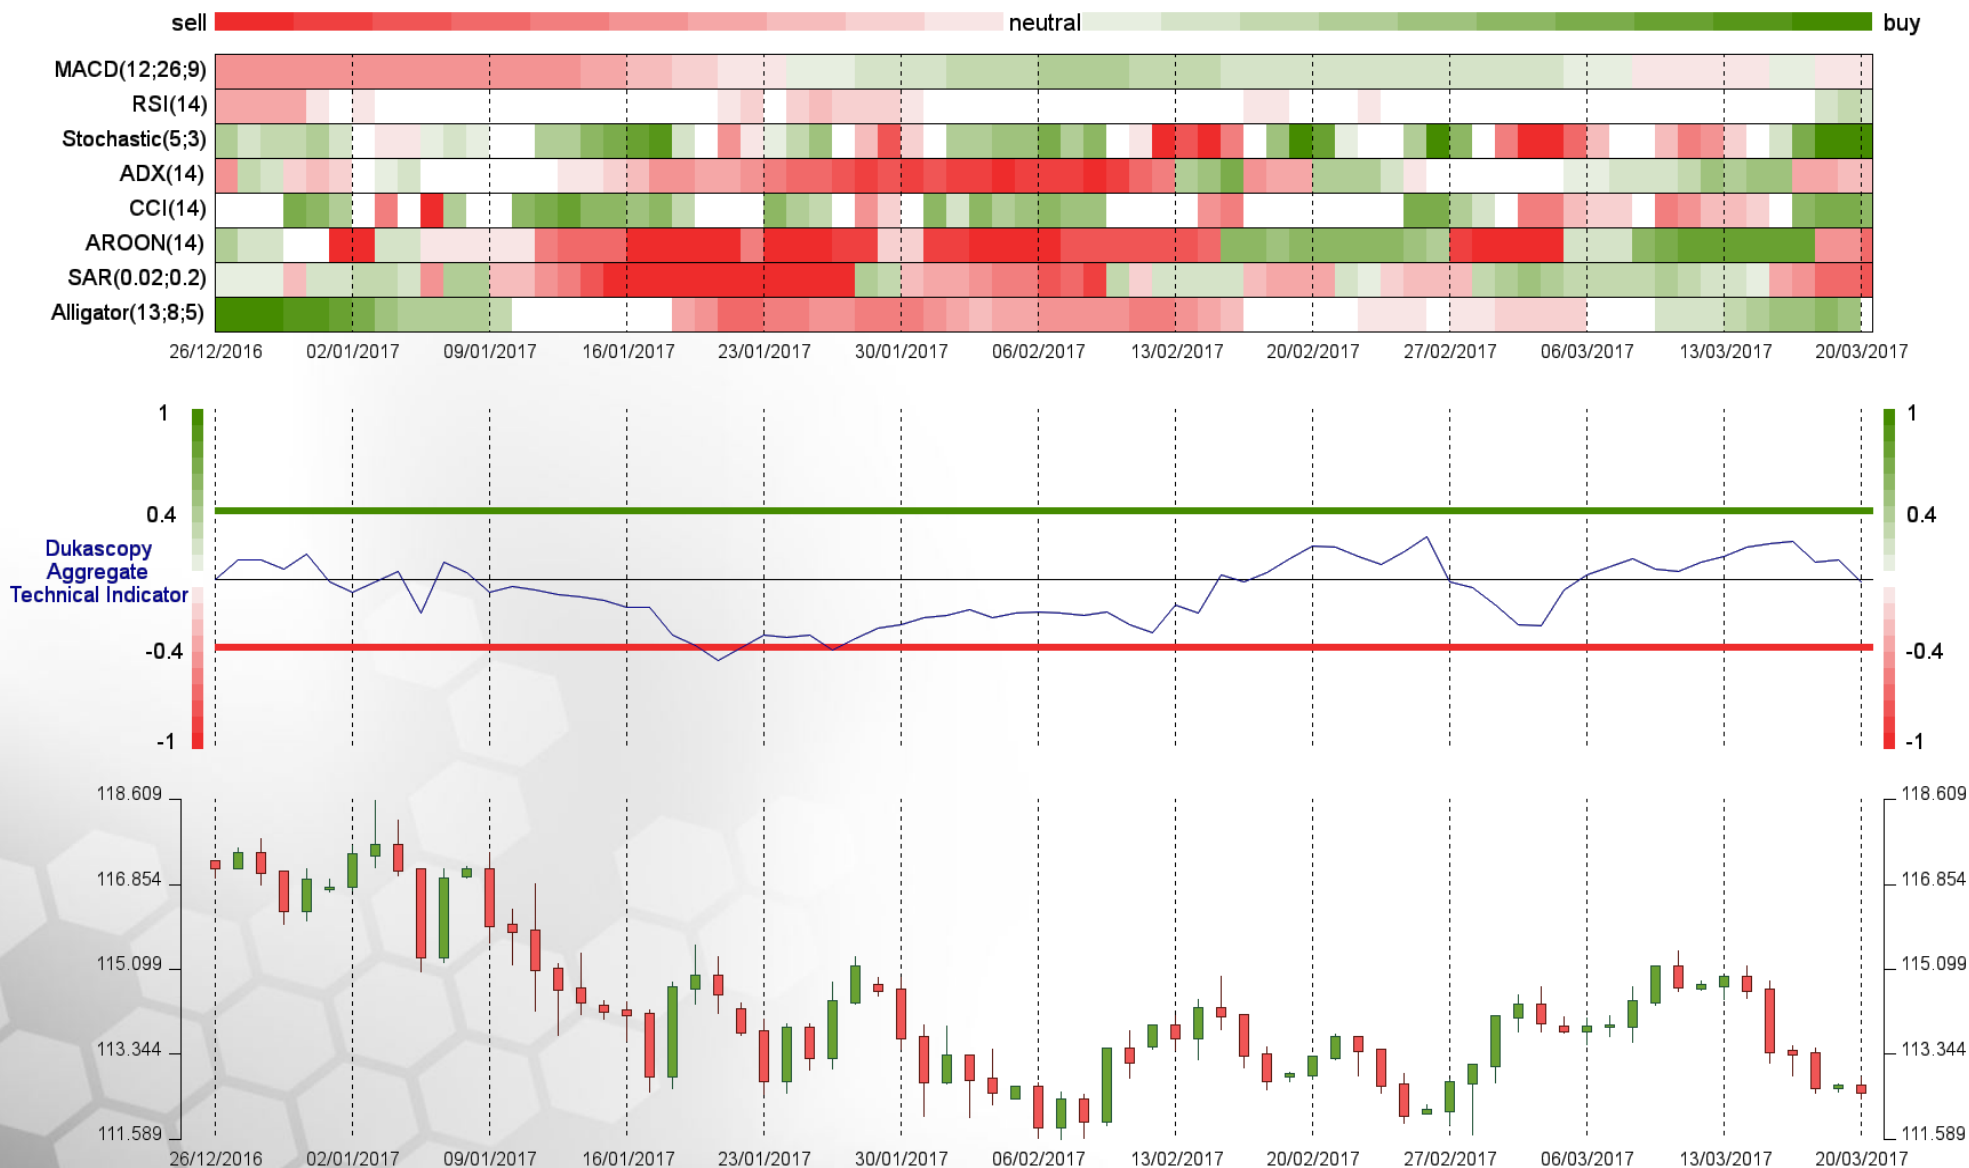 sell neutral buy
MACD(12;26;9)
RSI(14)
Stochastic(5;3)
ADX(14)
CCI(14)
AROON(14)
SAR(0.02;0.2)
Alligator(13;8;5)
26/12/2016 02/01/2017 09/01/2017 16/01/2017 23/01/2017 30/01/2017 06/02/2017 13/02/2017 20/02/2017 27/02/2017 06/03/2017 13/03/2017 20/03/2017
1 1
0.4 0.4
Dukascopy
Aggregate
Technical Indicator
-0.4 -0.4
-1 -1
118.609 118.609
116.854 116.854
115.099 115.099
113.344 113.344
111.589 111.589
26/12/2016 02/01/2017 09/01/2017 16/01/2017 23/01/2017 30/01/2017 06/02/2017 13/02/2017 20/02/2017 27/02/2017 06/03/2017 13/03/2017 20/03/2017